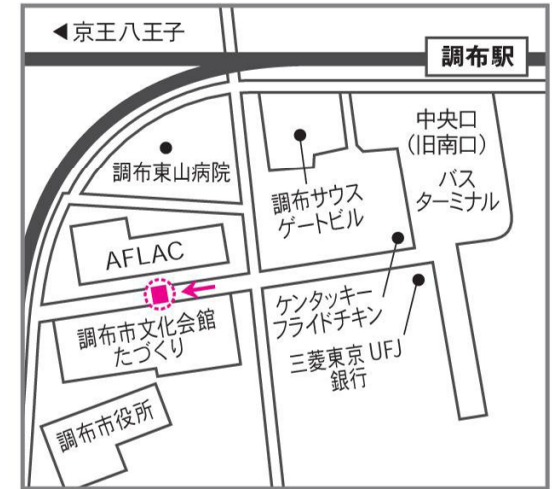 ◀京王八王子
調布駅
中央口
(旧南口)
バス
ターミナル
調布東山病院
調布サウス
ゲートビル
AFLAC
ケンタッキー
フライドチキン
三菱東京 UFJ
銀行
調布市文化会館
たづくり
調布市役所